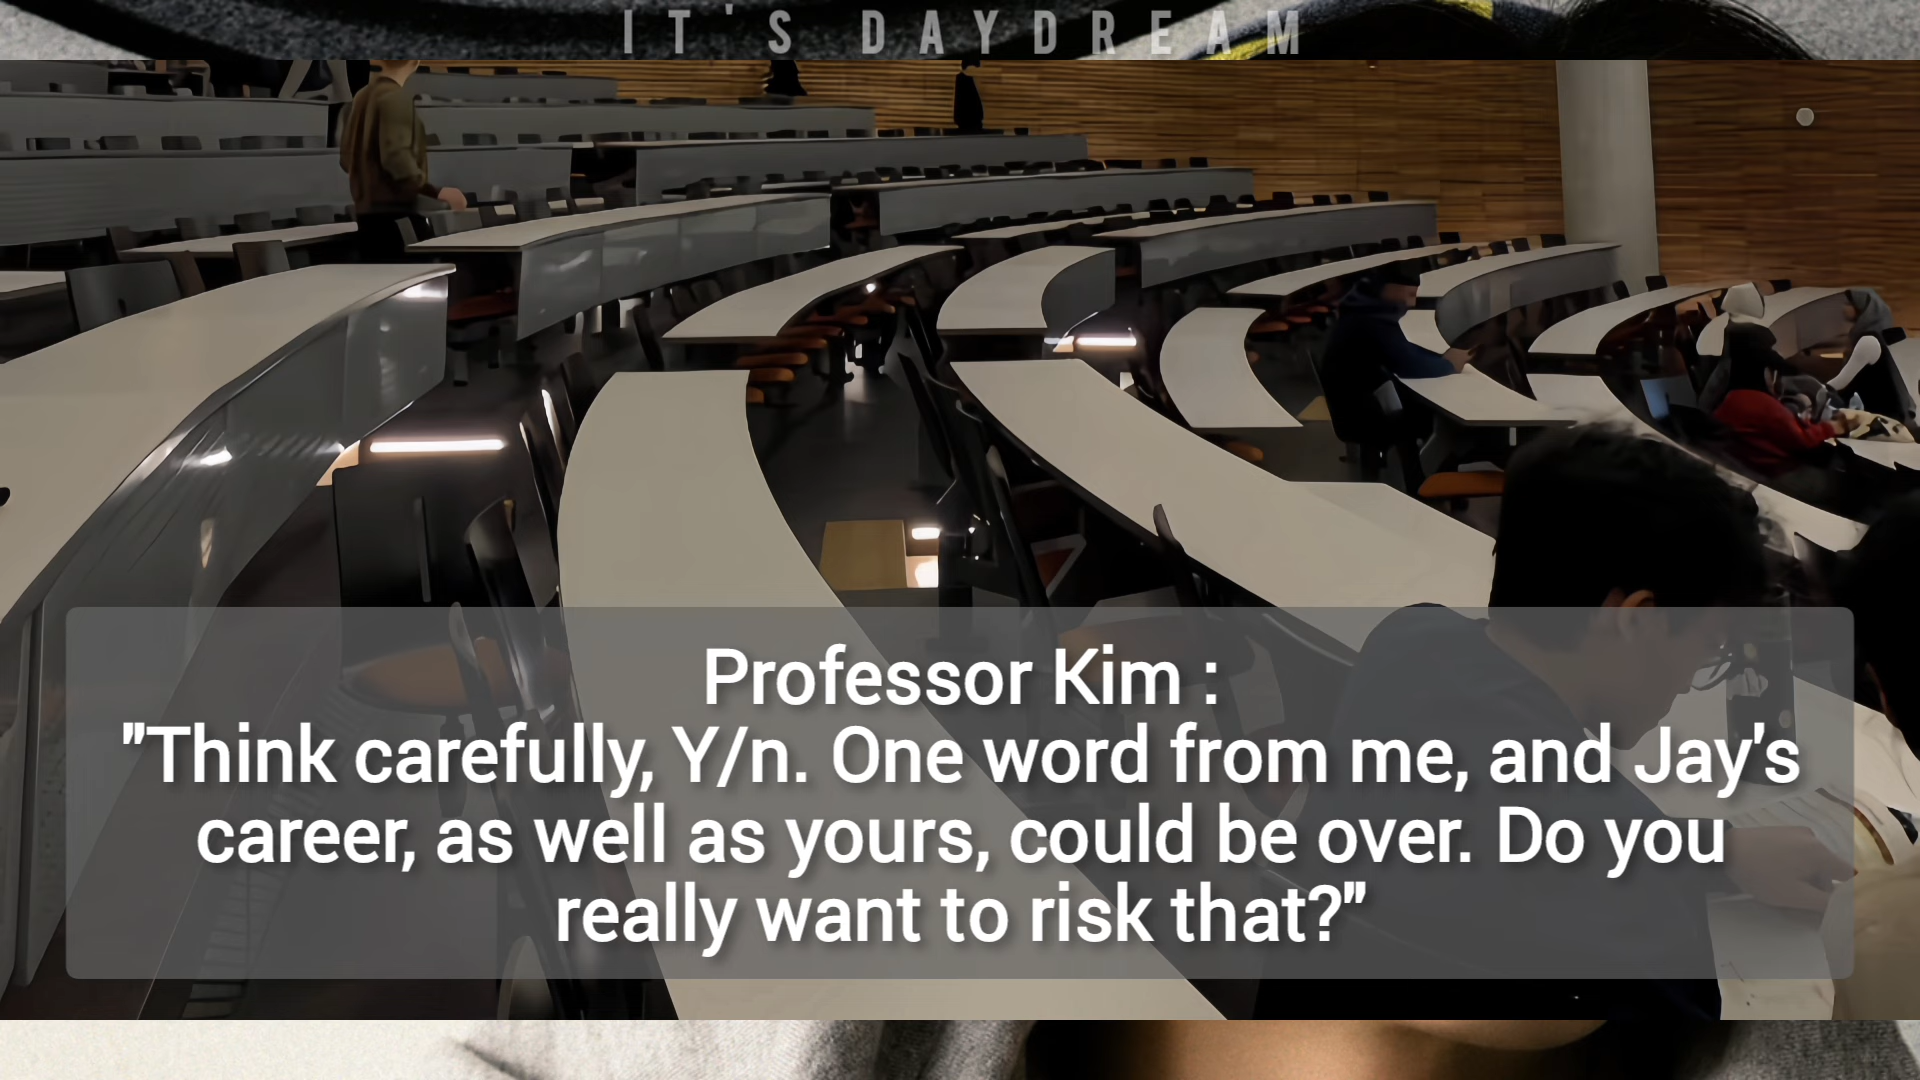 IT'S DAYDREAM
Professor Kim :
"Think carefully, Y/n. One word from me, and Jay's
career, as well as yours, could be over. Do you
really want to risk that?"